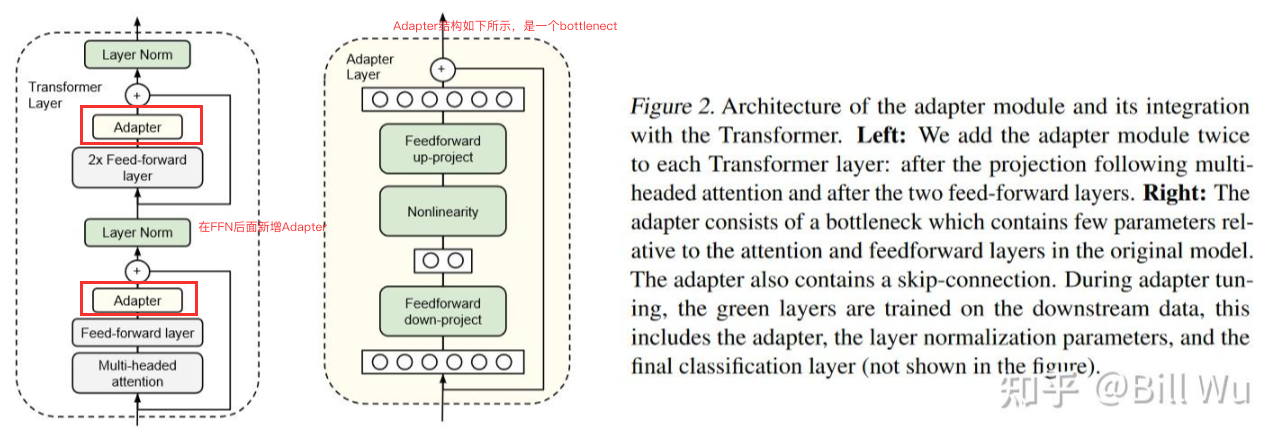 Layer Norm
Transformer
Layer
+
Adapter
2x Feed-forward
layer
Layer Norm
在FFN后面新增Adapter
+
Adapter
Feed-forward layer
Multi-headed
attention
Adapter结构如下所示，是一个bottlenect
Adapter
Layer
+
Feedforward
up-project
Nonlinearity
Feedforward
down-project
Figure 2. Architecture of the adapter module and its integration
with the Transformer. Left: We add the adapter module twice
to each Transformer layer: after the projection following multi-
headed attention and after the two feed-forward layers. Right: The
adapter consists of a bottleneck which contains few parameters rel-
ative to the attention and feedforward layers in the original model.
The adapter also contains a skip-connection. During adapter tun-
ing, the green layers are trained on the downstream data, this
includes the adapter, the layer normalization parameters, and the
final classification layer (not shown in the figure).
知乎 @Bill Wu